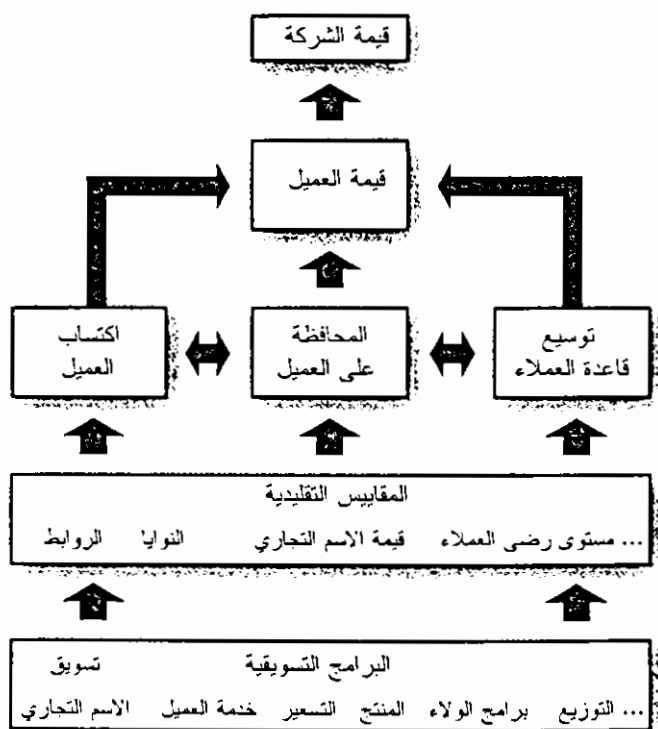 قيمة الشركة
قيمة العميل
توسيع
قاعدة العملاء
المحافظة
على العميل
اكتساب
العميل
المقاييس التقليدية
... مستوى رضى العملاء قيمة الاسم التجاري النوايا الروابط
البرامج التسويقية تسويق
... التوزيع برامج الولاء المنتج التسعير خدمة العميل الاسم التجاري